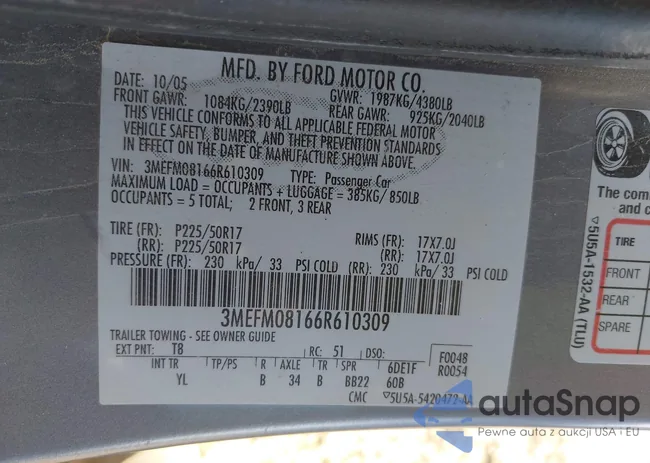 MFD. BY FORD MOTOR CO.
DATE: 10/05 GVWR: 1987KG/4380LB
FRONT GAWR: 1084KG/2390LB REAR GAWR: 925KG/2040LB
THIS VEHICLE CONFORMS TO ALL APPLICABLE FEDERAL MOTOR
VEHICLE SAFETY, BUMPER, AND THEFT PREVENTION STANDARDS
IN EFFECT ON THE DATE OF MANUFACTURE SHOWN ABOVE.
VIN: 3MEFM08166R610309 TYPE: Passenger Car
MAXIMUM LOAD = OCCUPANTS + LUGGAGE = 385KG/850LB
OCCUPANTS = 5 TOTAL; 2 FRONT, 3 REAR
TIRE (FR): P225/50R17 RIMS (FR): 17X7.0J
(RR): P225/50R17 (RR): 17X7.0J
PRESSURE (FR): 230 kPa/ 33 PSI COLD (RR): 230 kPa/ 33 PSI COLD
3MEFM08166R610309
TRAILER TOWING - SEE OWNER GUIDE
EXT PNT: T8 RC: 51 DSO: F0048
INT TR TP/PS R AXLE TR SPR 6DE1F R0054
YL B 34 B BB22 60B
CMC ▽5U5A-5420472-AA
▽5U5A-1532-AA (TLU)
The com
and c
TIRE
FRONT
REAR
SPARE
autoSnap
Pewne auto z aukcji USA i EU